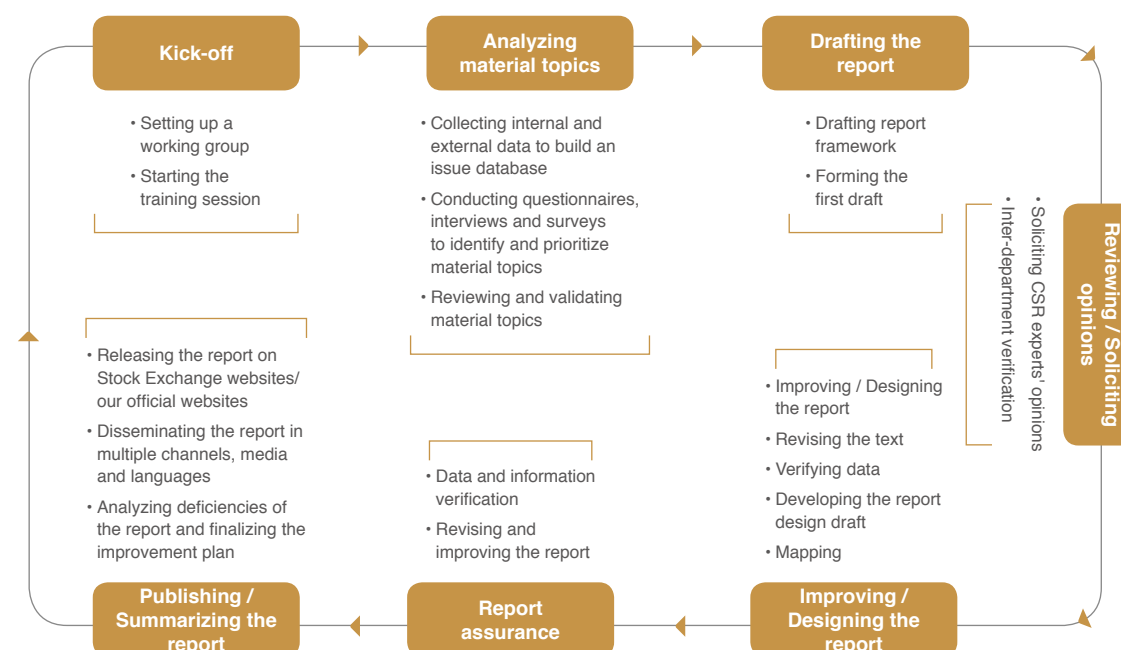 Kick-off
• Setting up a
working group
• Starting the
training session
Analyzing
material topics
• Collecting internal and
external data to build an
issue database
• Conducting questionnaires,
interviews and surveys
to identify and prioritize
material topics
• Reviewing and validating
material topics
Drafting the
report
• Drafting report
framework
• Forming the
first draft
Reviewing / Soliciting
opinions
• Soliciting CSR experts' opinions
• Inter-department verification
• Improving / Designing
the report
• Revising the text
• Verifying data
• Developing the report
design draft
• Mapping
Improving /
Designing the
report
• Data and information
verification
• Revising and
improving the report
Report
assurance
• Releasing the report on
Stock Exchange websites/
our official websites
• Disseminating the report in
multiple channels, media
and languages
• Analyzing deficiencies of
the report and finalizing the
improvement plan
Publishing /
Summarizing the
report